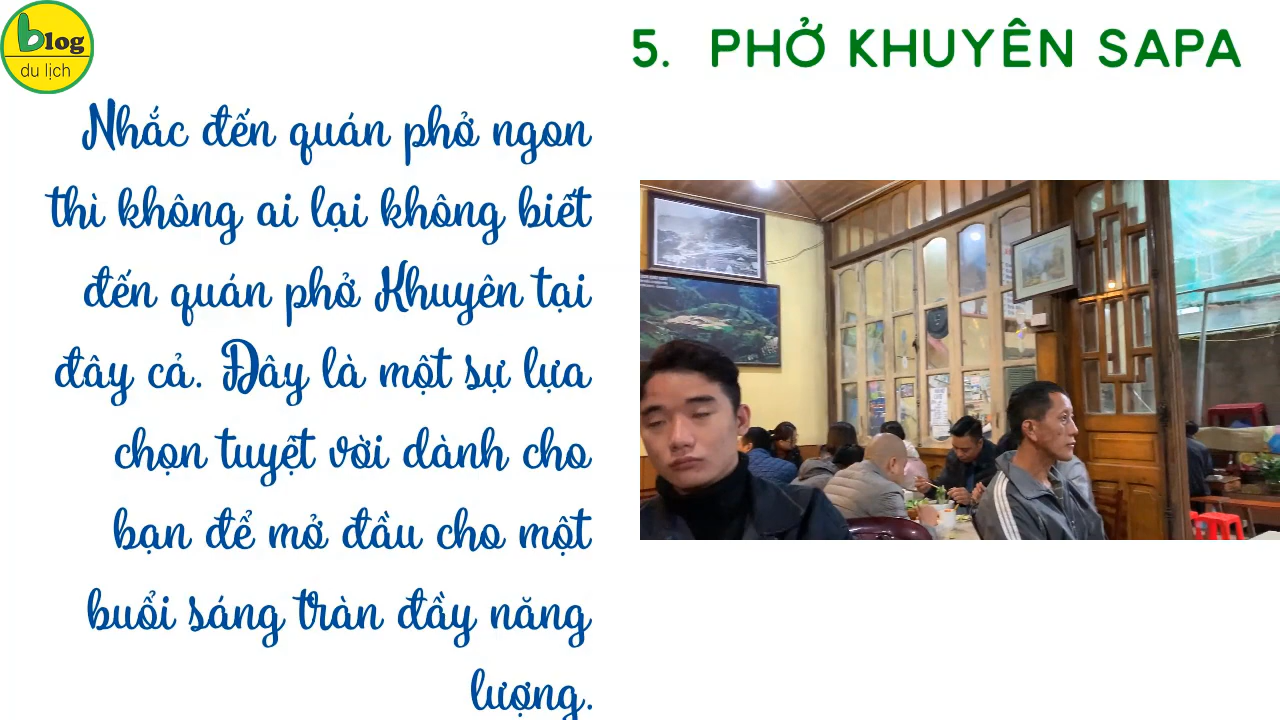 blog
du lịch
5. PHỞ KHUYÊN SAPA
Nhắc đến quán phở ngon
thì không ai lại không biết
đến quán phở Khuyên tại
đây cả. Đây là một sự lựa
chọn tuyệt vời dành cho
bạn để mở đầu cho một
buổi sáng tràn đầy năng
lượng.